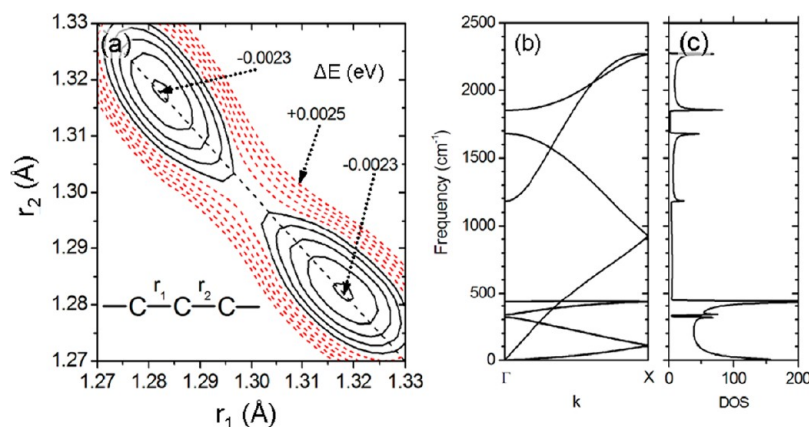 (a)
-0.0023
ΔE (eV)
+0.0025
-0.0023
r1
r2
—C—C—C—
1.33
1.32
1.31
1.30
1.29
1.28
1.27
r2 (Å)
1.27 1.28 1.29 1.30 1.31 1.32 1.33
r1 (Å)
(b)
2500
2000
1500
1000
500
0
Frequency (cm-1)
Γ X
k
(c)
0 100 200
DOS